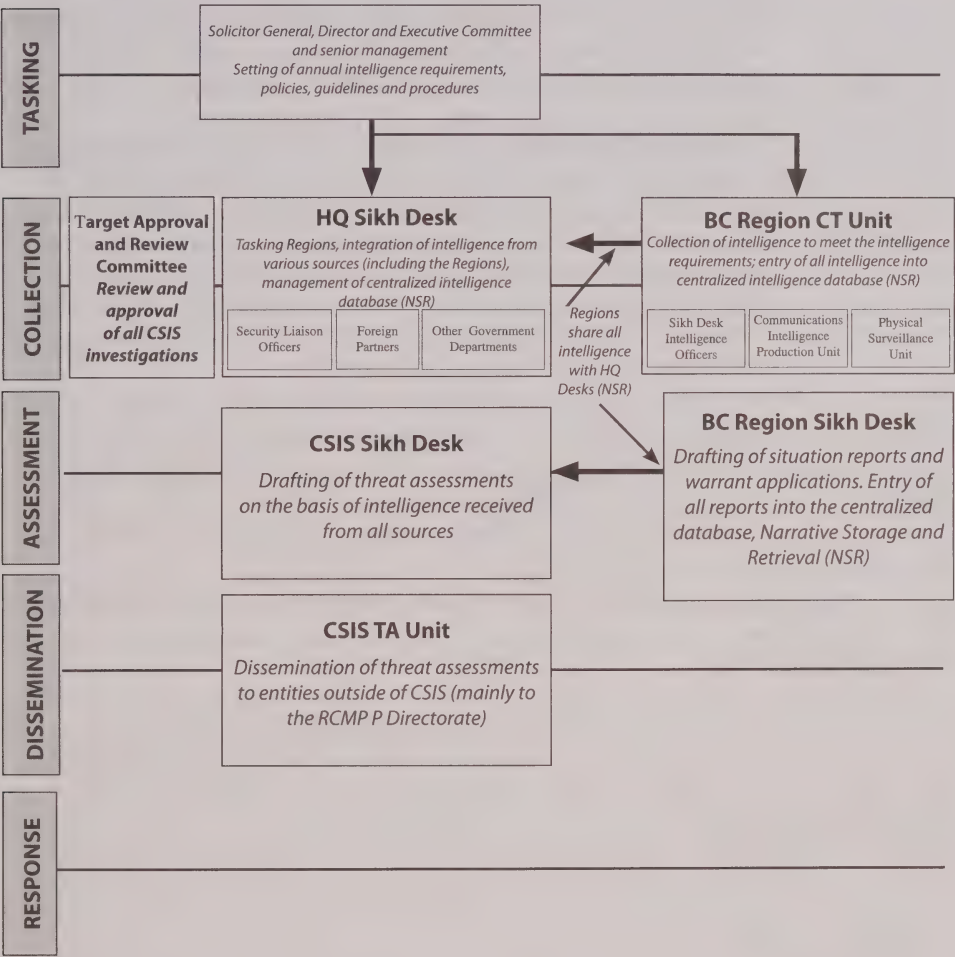 TASKING
Solicitor General, Director and Executive Committee
and senior management
Setting of annual intelligence requirements,
policies, guidelines and procedures
COLLECTION
Target Approval
and Review
Committee
Review and
approval
of all CSIS
investigations
HQ Sikh Desk
Tasking Regions, integration of intelligence from
various sources (including the Regions),
management of centralized intelligence
database (NSR)
Security Liaison
Officers
Foreign
Partners
Other Government
Departments
Regions
share all
intelligence
with HQ
Desks (NSR)
BC Region CT Unit
Collection of intelligence to meet the intelligence
requirements; entry of all intelligence into
centralized intelligence database (NSR)
Sikh Desk
Intelligence
Officers
Communications
Intelligence
Production Unit
Physical
Surveillance
Unit
ASSESSMENT
CSIS Sikh Desk
Drafting of threat assessments
on the basis of intelligence received
from all sources
BC Region Sikh Desk
Drafting of situation reports and
warrant applications. Entry of
all reports into the centralized
database, Narrative Storage and
Retrieval (NSR)
DISSEMINATION
CSIS TA Unit
Dissemination of threat assessments
to entities outside of CSIS (mainly to
the RCMP P Directorate)
RESPONSE